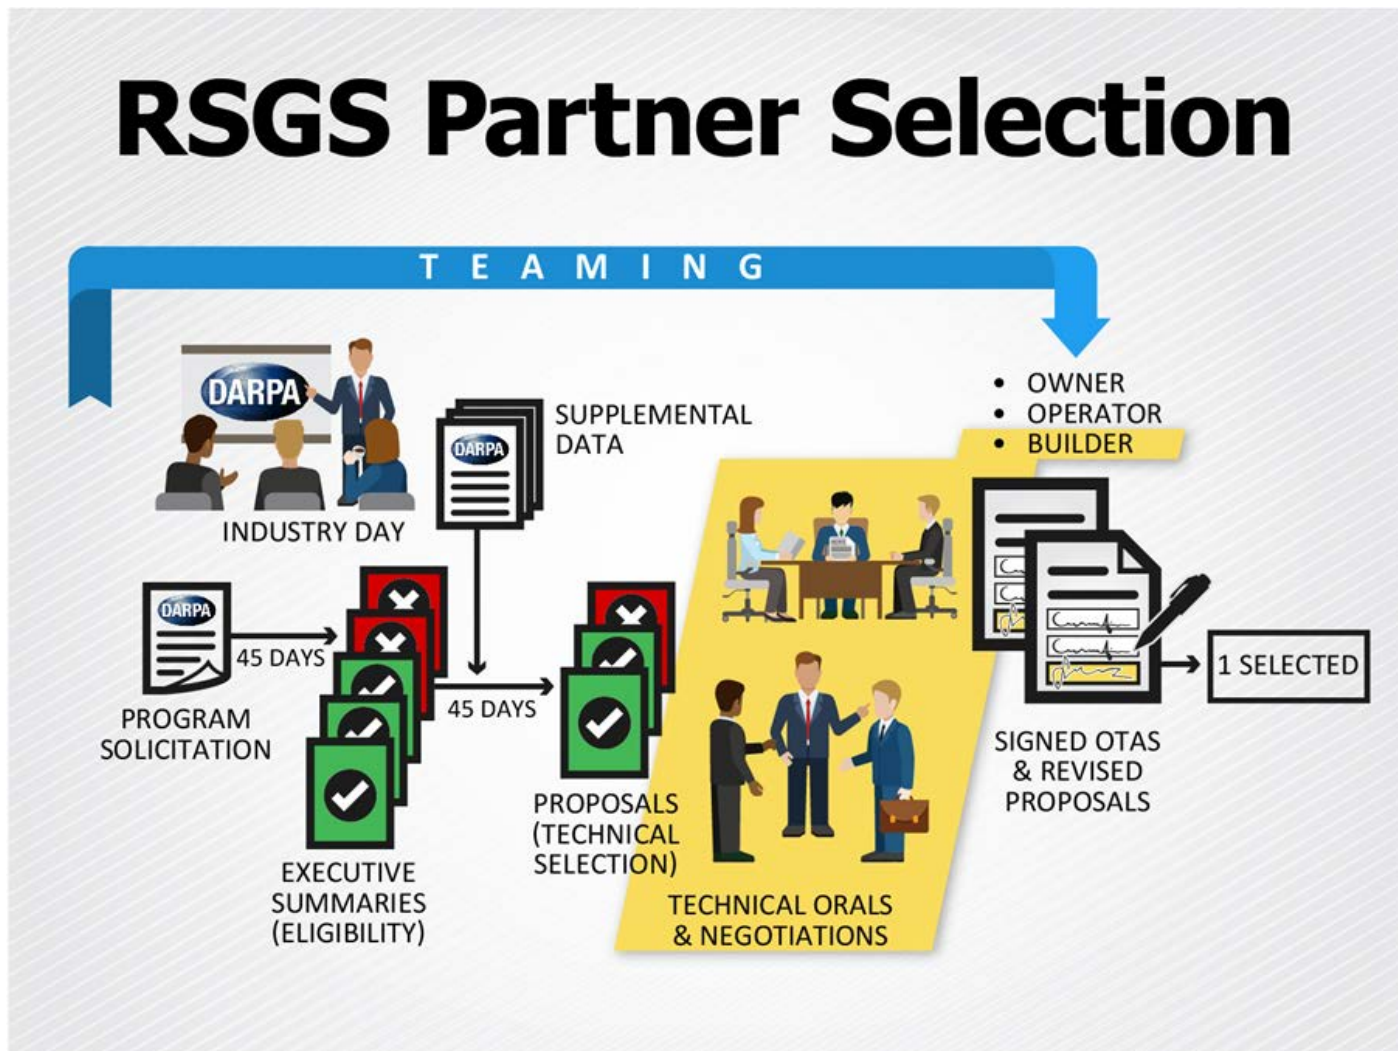 RSGS Partner Selection
TEAMING
DARPA
INDUSTRY DAY
DARPA
SUPPLEMENTAL
DATA
• OWNER
• OPERATOR
• BUILDER
DARPA
PROGRAM
SOLICITATION
45 DAYS
EXECUTIVE
SUMMARIES
(ELIGIBILITY)
45 DAYS
PROPOSALS
(TECHNICAL
SELECTION)
TECHNICAL ORALS
& NEGOTIATIONS
SIGNED OTAS
& REVISED
PROPOSALS
1 SELECTED